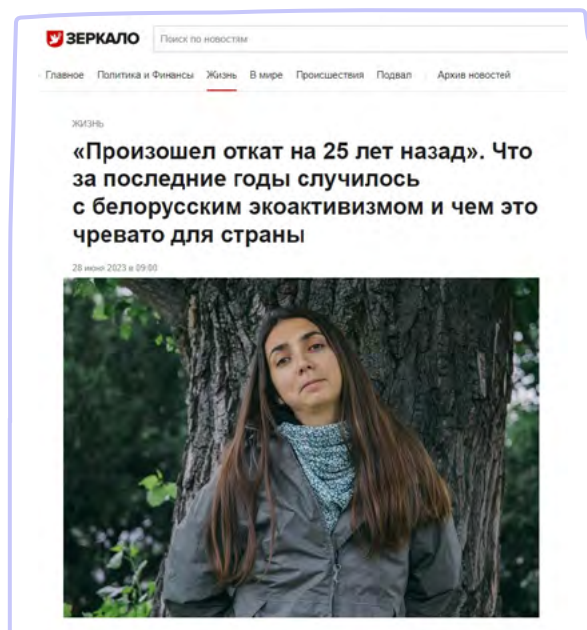 ЗЕРКАЛО Поиск по новостям
Главное Политика и Финансы Жизнь В мире Происшествия Подвал Архив новостей
ЖИЗНЬ
«Произошел откат на 25 лет назад». Что
за последние годы случилось
с белорусским экоактивизмом и чем это
чревато для страны
28 июня 2023 в 09:00